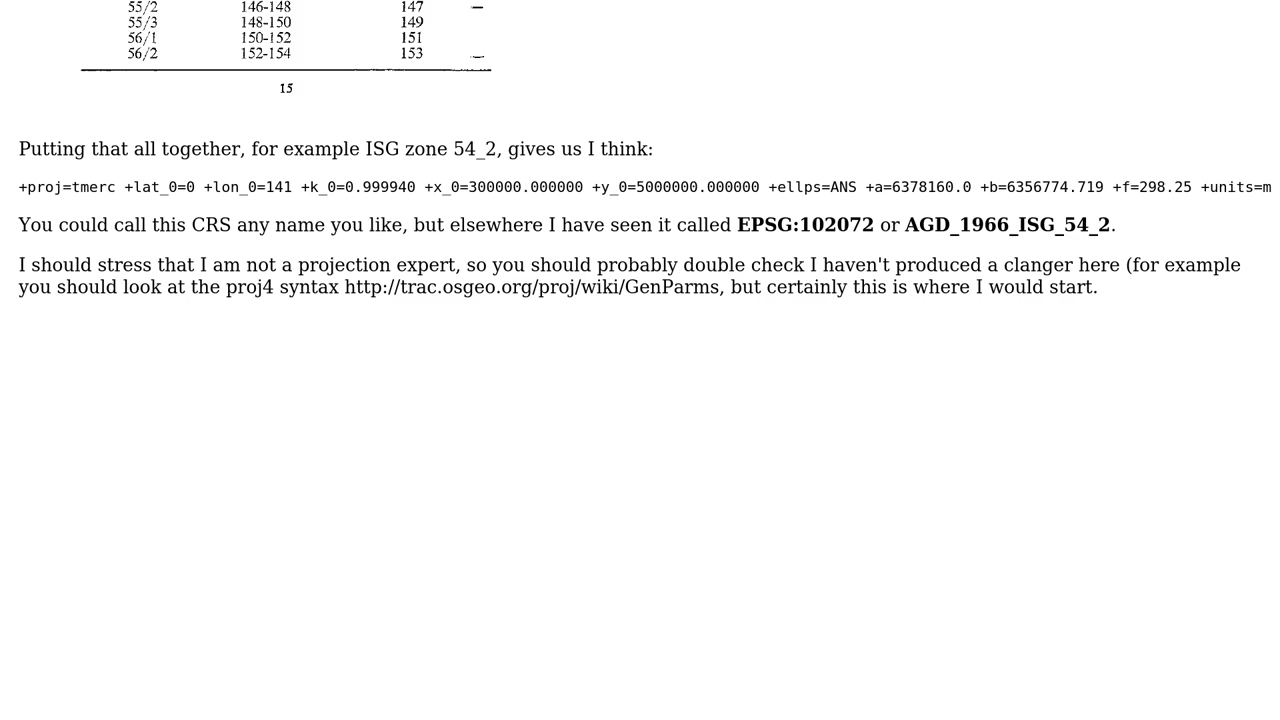 55/2 146-148 147 —
55/3 148-150 149
56/1 150-152 151
56/2 152-154 153 —
15
Putting that all together, for example ISG zone 54_2, gives us I think:
+proj=tmerc +lat_0=0 +lon_0=141 +k_0=0.999940 +x_0=300000.000000 +y_0=5000000.000000 +ellps=ANS +a=6378160.0 +b=6356774.719 +f=298.25 +units=m
You could call this CRS any name you like, but elsewhere I have seen it called EPSG:102072 or AGD_1966_ISG_54_2.
I should stress that I am not a projection expert, so you should probably double check I haven't produced a clanger here (for example
you should look at the proj4 syntax http://trac.osgeo.org/proj/wiki/GenParms, but certainly this is where I would start.